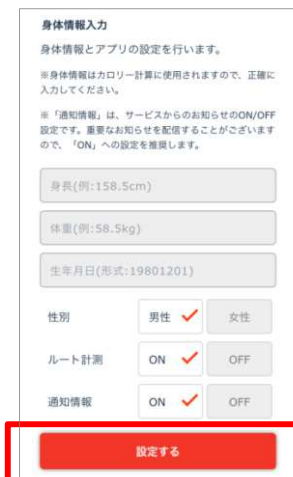 身体情報入力
身体情報とアプリの設定を行います。
※身体情報はカロリー計算に使用されますので、正確に
入力してください。
※「通知情報」は、サービスからのお知らせのON/OFF
設定です。重要なお知らせを配信することがございます
ので、「ON」への設定を推奨します。
身長(例:158.5cm)
体重(例:58.5kg)
生年月日(形式:19801201)
性別 男性 女性
ルート計測 ON OFF
通知情報 ON OFF
設定する